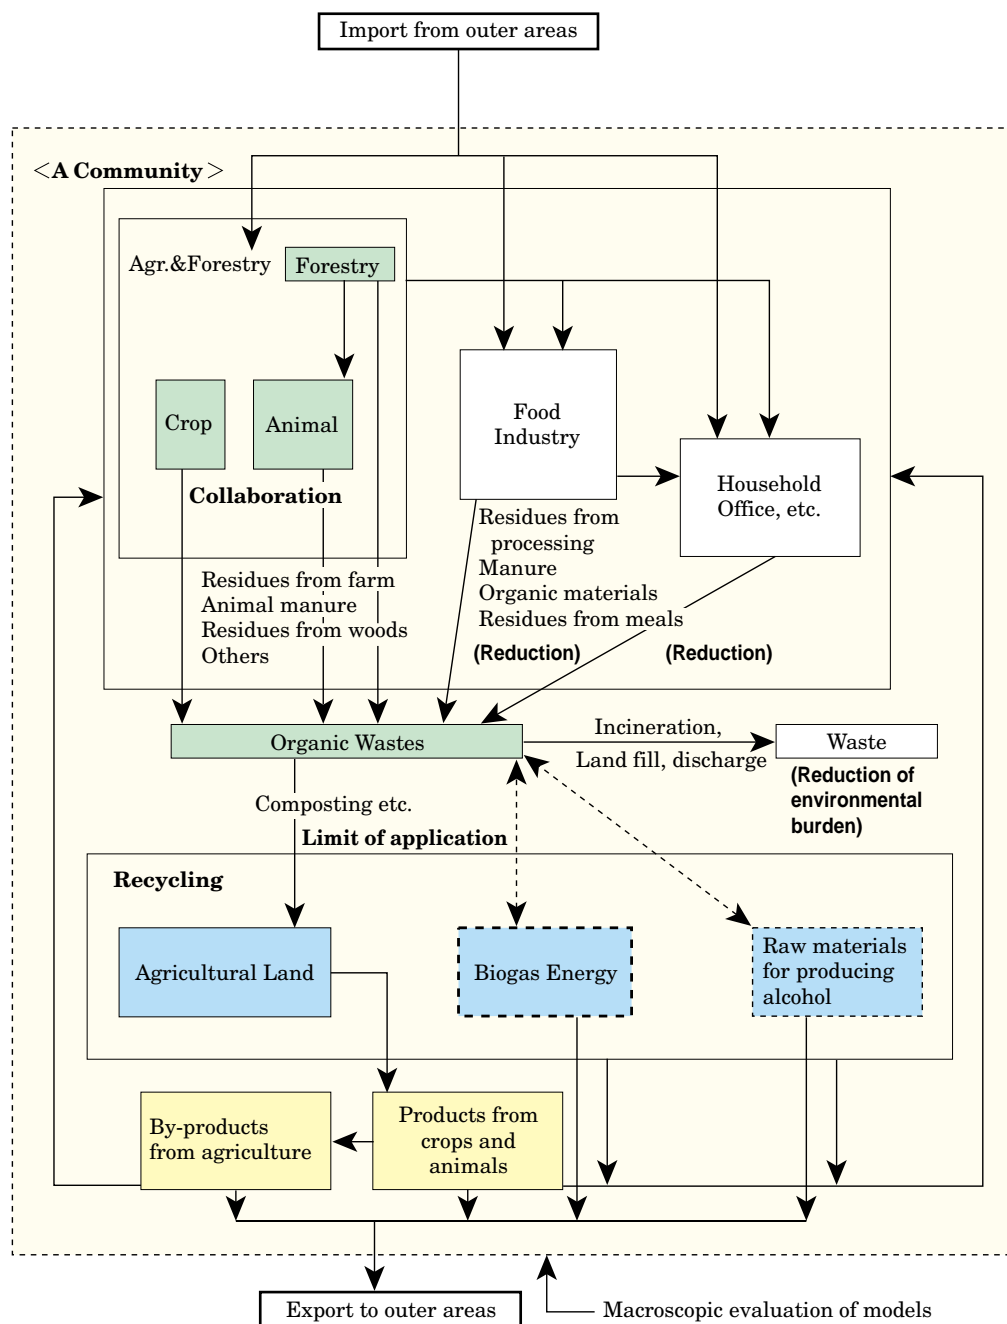 Import from outer areas
<A Community>
Agr.&Forestry
Forestry
Crop
Animal
Collaboration
Food
Industry
Household
Office, etc.
Residues from farm
Animal manure
Residues from woods
Others
Residues from
processing
Manure
Organic materials
Residues from meals
(Reduction)
(Reduction)
Organic Wastes
Incineration,
Land fill, discharge
Waste
(Reduction of
environmental
burden)
Composting etc.
Limit of application
Recycling
Agricultural Land
Biogas Energy
Raw materials
for producing
alcohol
By-products
from agriculture
Products from
crops and
animals
Export to outer areas
Macroscopic evaluation of models